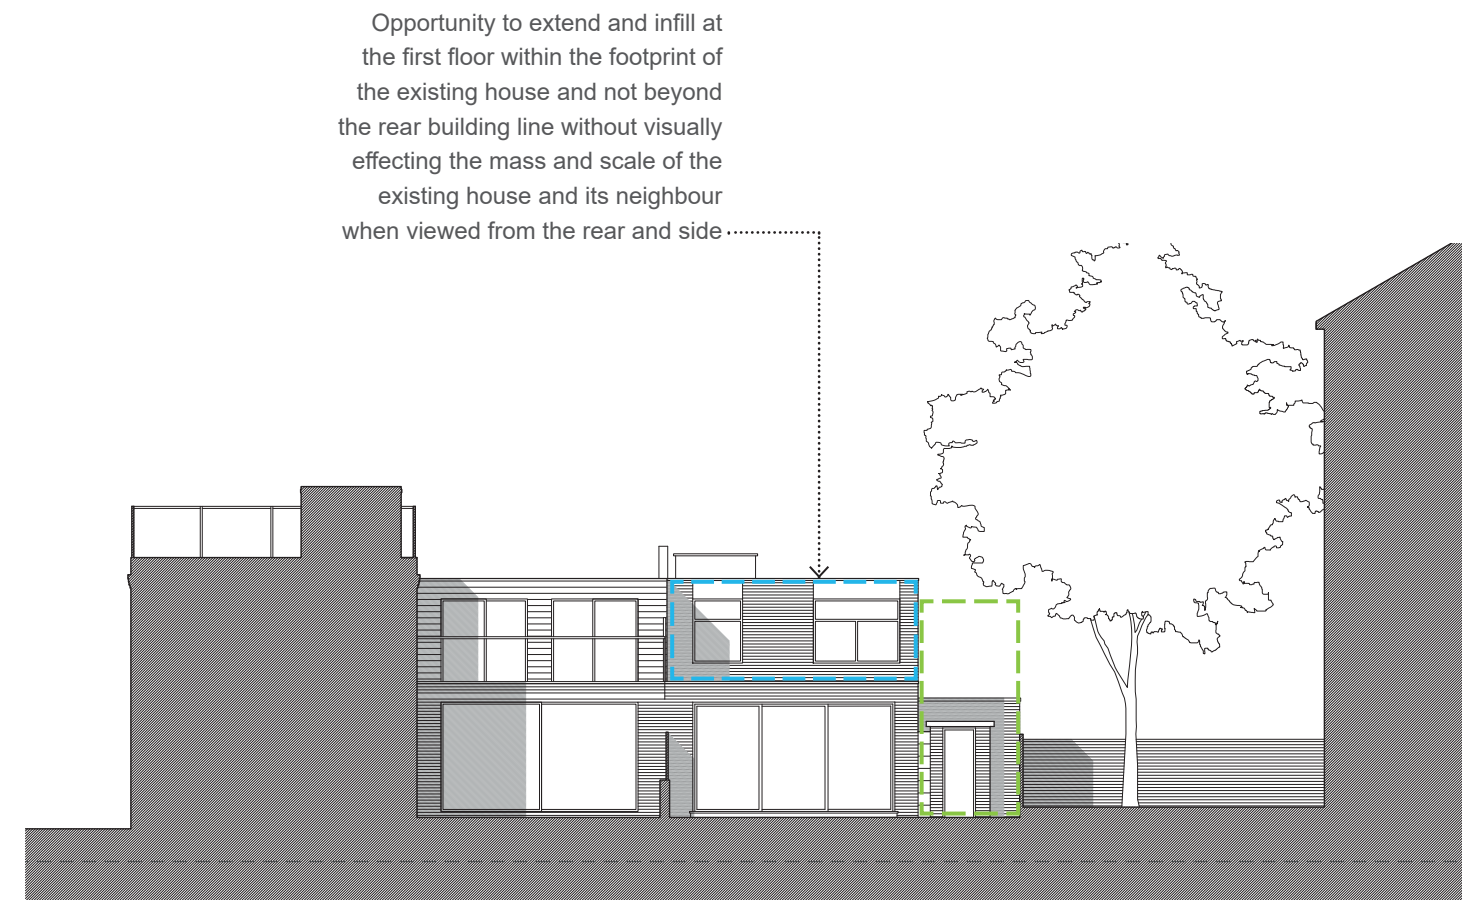 Opportunity to extend and infill at
the first floor within the footprint of
the existing house and not beyond
the rear building line without visually
effecting the mass and scale of the
existing house and its neighbour
when viewed from the rear and side